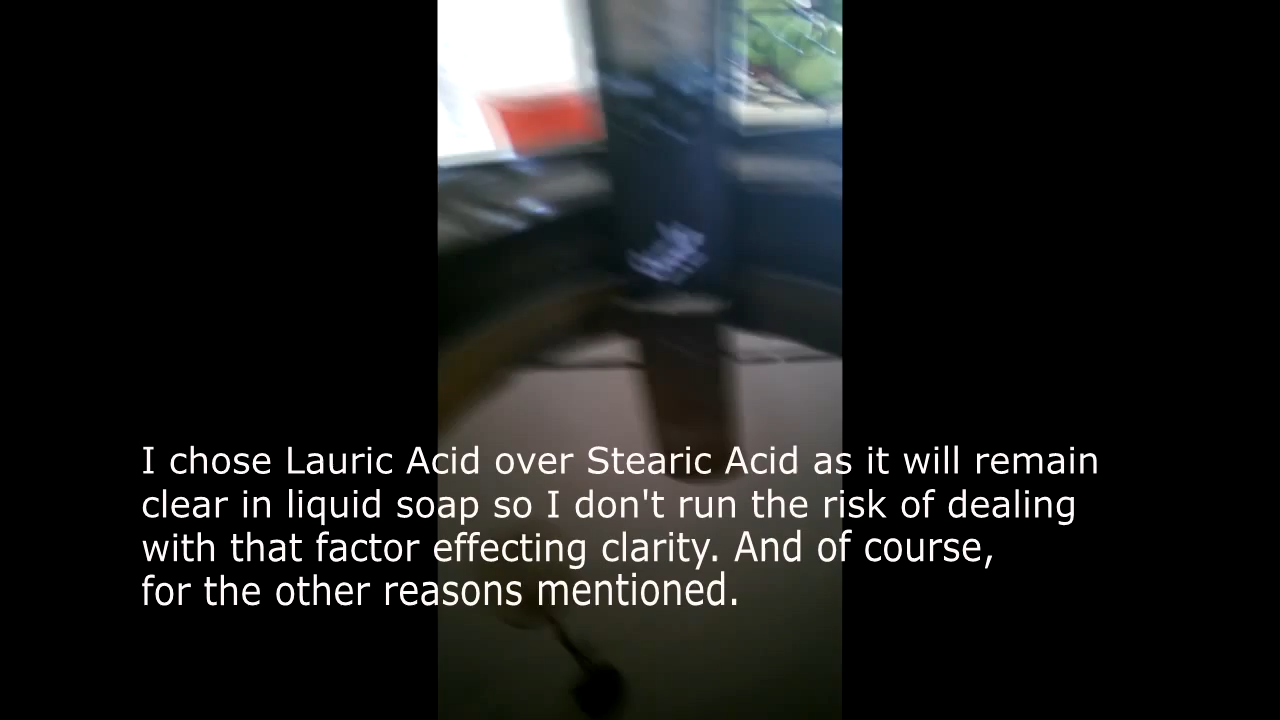 I chose Lauric Acid over Stearic Acid as it will remain
clear in liquid soap so I don't run the risk of dealing
with that factor effecting clarity. And of course,
for the other reasons mentioned.